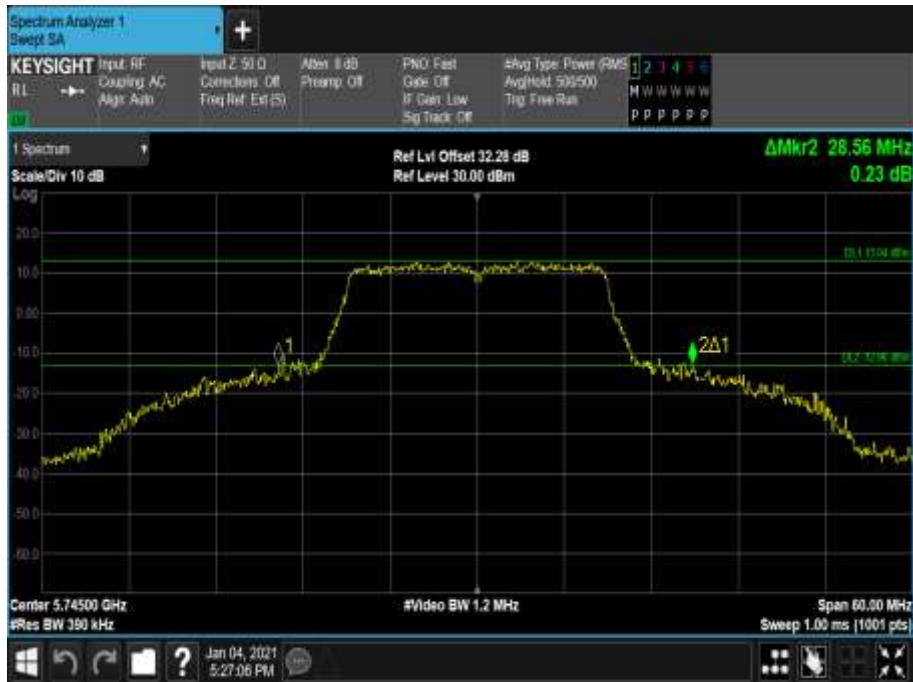 Spectrum Analyzer 1
Swept SA
+
KEYSIGHT
RL
Input: RF
Coupling: AC
Align: Auto
Input Z: 50 Ω
Corrections: Off
Freq Ref: Ext (S)
Atten: 8 dB
Preamp: Off
PNO: Fast
Gate: Off
IF Gain: Low
Sig Track: Off
#Avg Type: Power (RMS
Avg|Hold: 500/500
Trig: Free Run
1 2 3 4 5 6
M W W W W W
P P P P P P
1 Spectrum
Scale/Div 10 dB
Log
Ref Lvl Offset 32.28 dB
Ref Level 30.00 dBm
ΔMkr2 28.56 MHz
0.23 dB
20.0
10.0
0.00
-10.0
-20.0
-30.0
-40.0
-50.0
-60.0
DL1 13.04 dBm
1
2Δ1
Center 5.74500 GHz
#Res BW 390 kHz
#Video BW 1.2 MHz
Span 60.00 MHz
Sweep 1.00 ms (1001 pts)
?
Jan 04, 2021
5:27:06 PM